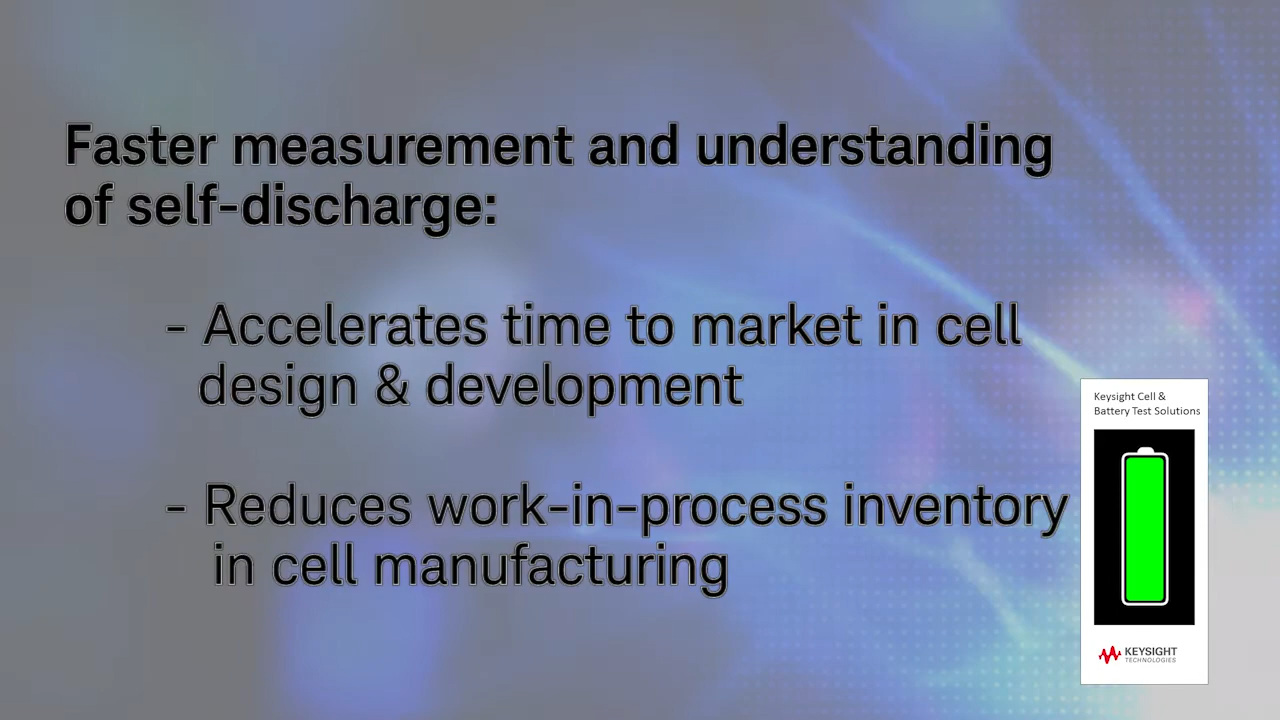 Faster measurement and understanding
of self-discharge:
- Accelerates time to market in cell
design & development
- Reduces work-in-process inventory
in cell manufacturing
Keysight Cell &
Battery Test Solutions
KEYSIGHT
TECHNOLOGIES